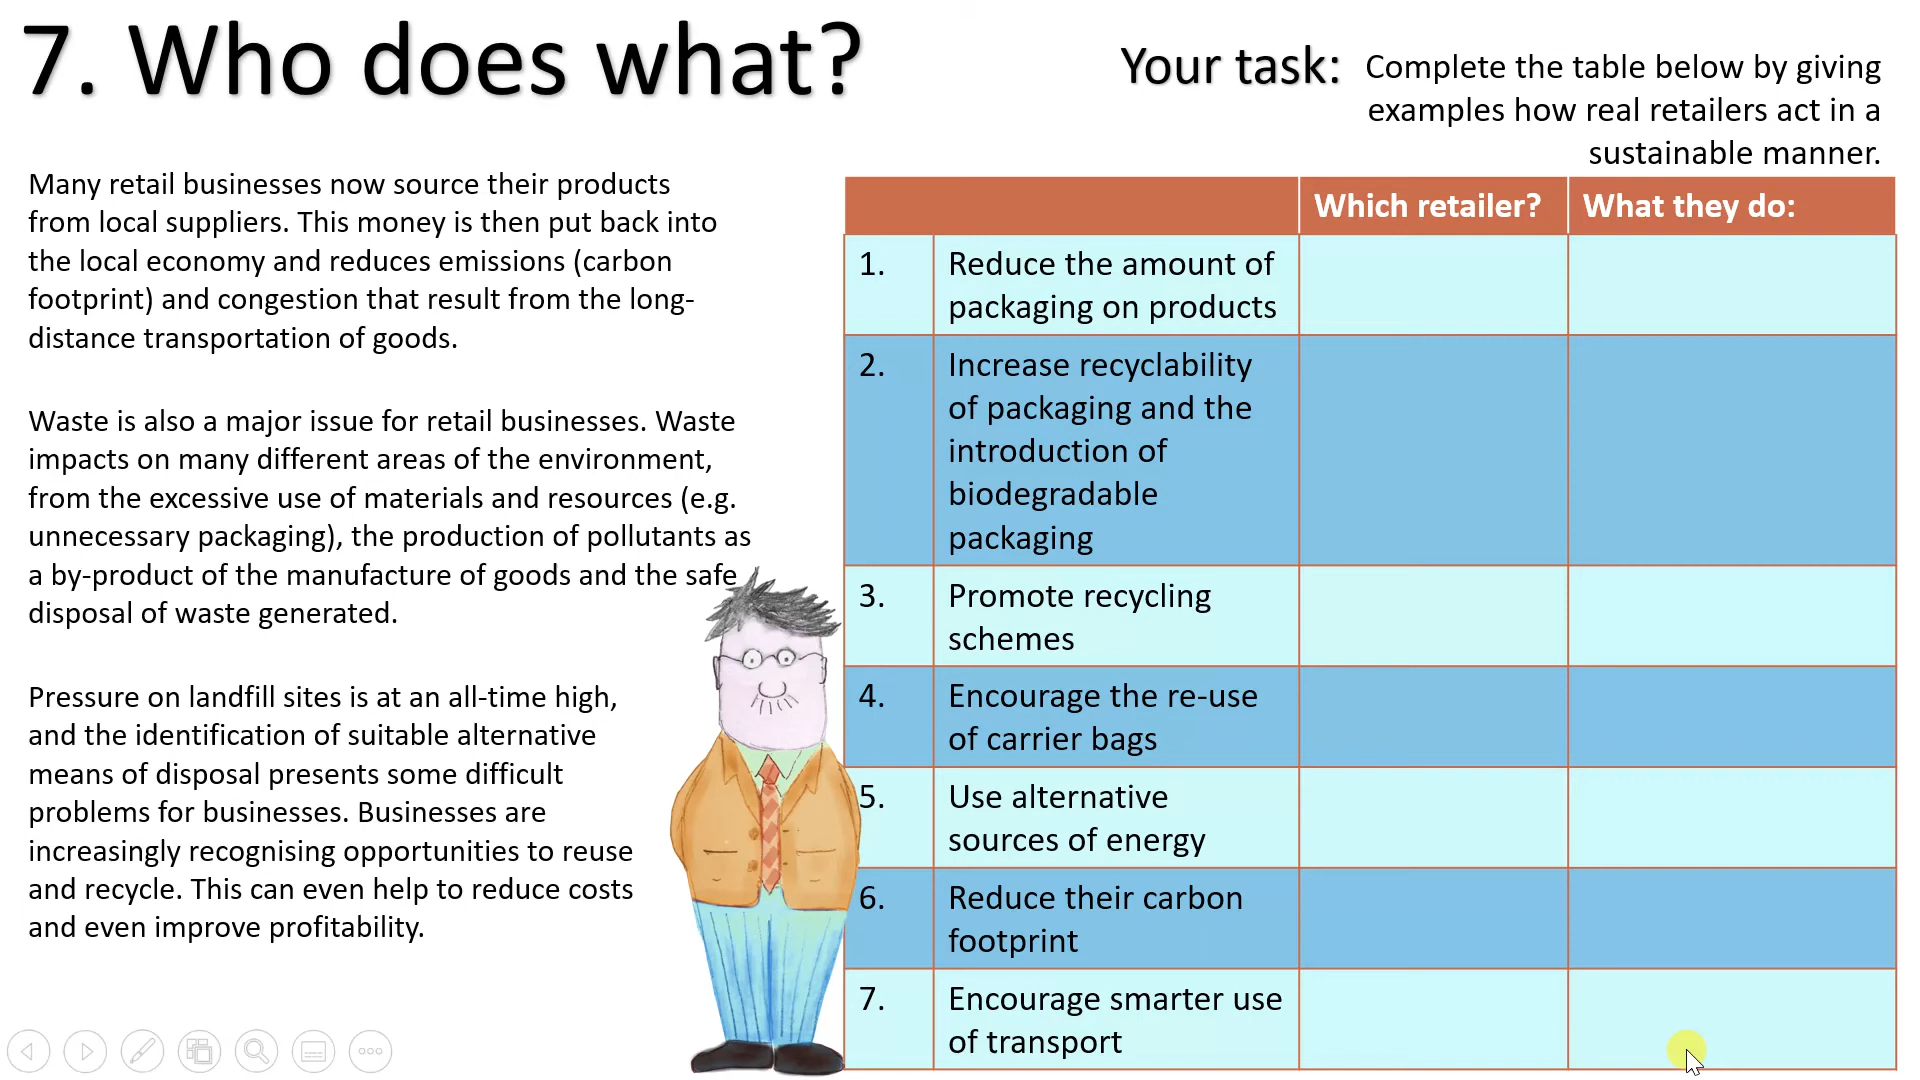 7. Who does what?
Your task:
Complete the table below by giving
examples how real retailers act in a
sustainable manner.
Many retail businesses now source their products
from local suppliers. This money is then put back into
the local economy and reduces emissions (carbon
footprint) and congestion that result from the long-
distance transportation of goods.
Waste is also a major issue for retail businesses. Waste
impacts on many different areas of the environment,
from the excessive use of materials and resources (e.g.
unnecessary packaging), the production of pollutants as
a by-product of the manufacture of goods and the safe
disposal of waste generated.
Pressure on landfill sites is at an all-time high,
and the identification of suitable alternative
means of disposal presents some difficult
problems for businesses. Businesses are
increasingly recognising opportunities to reuse
and recycle. This can even help to reduce costs
and even improve profitability.
Which retailer? What they do:
1. Reduce the amount of
packaging on products
2. Increase recyclability
of packaging and the
introduction of
biodegradable
packaging
3. Promote recycling
schemes
4. Encourage the re-use
of carrier bags
5. Use alternative
sources of energy
6. Reduce their carbon
footprint
7. Encourage smarter use
of transport